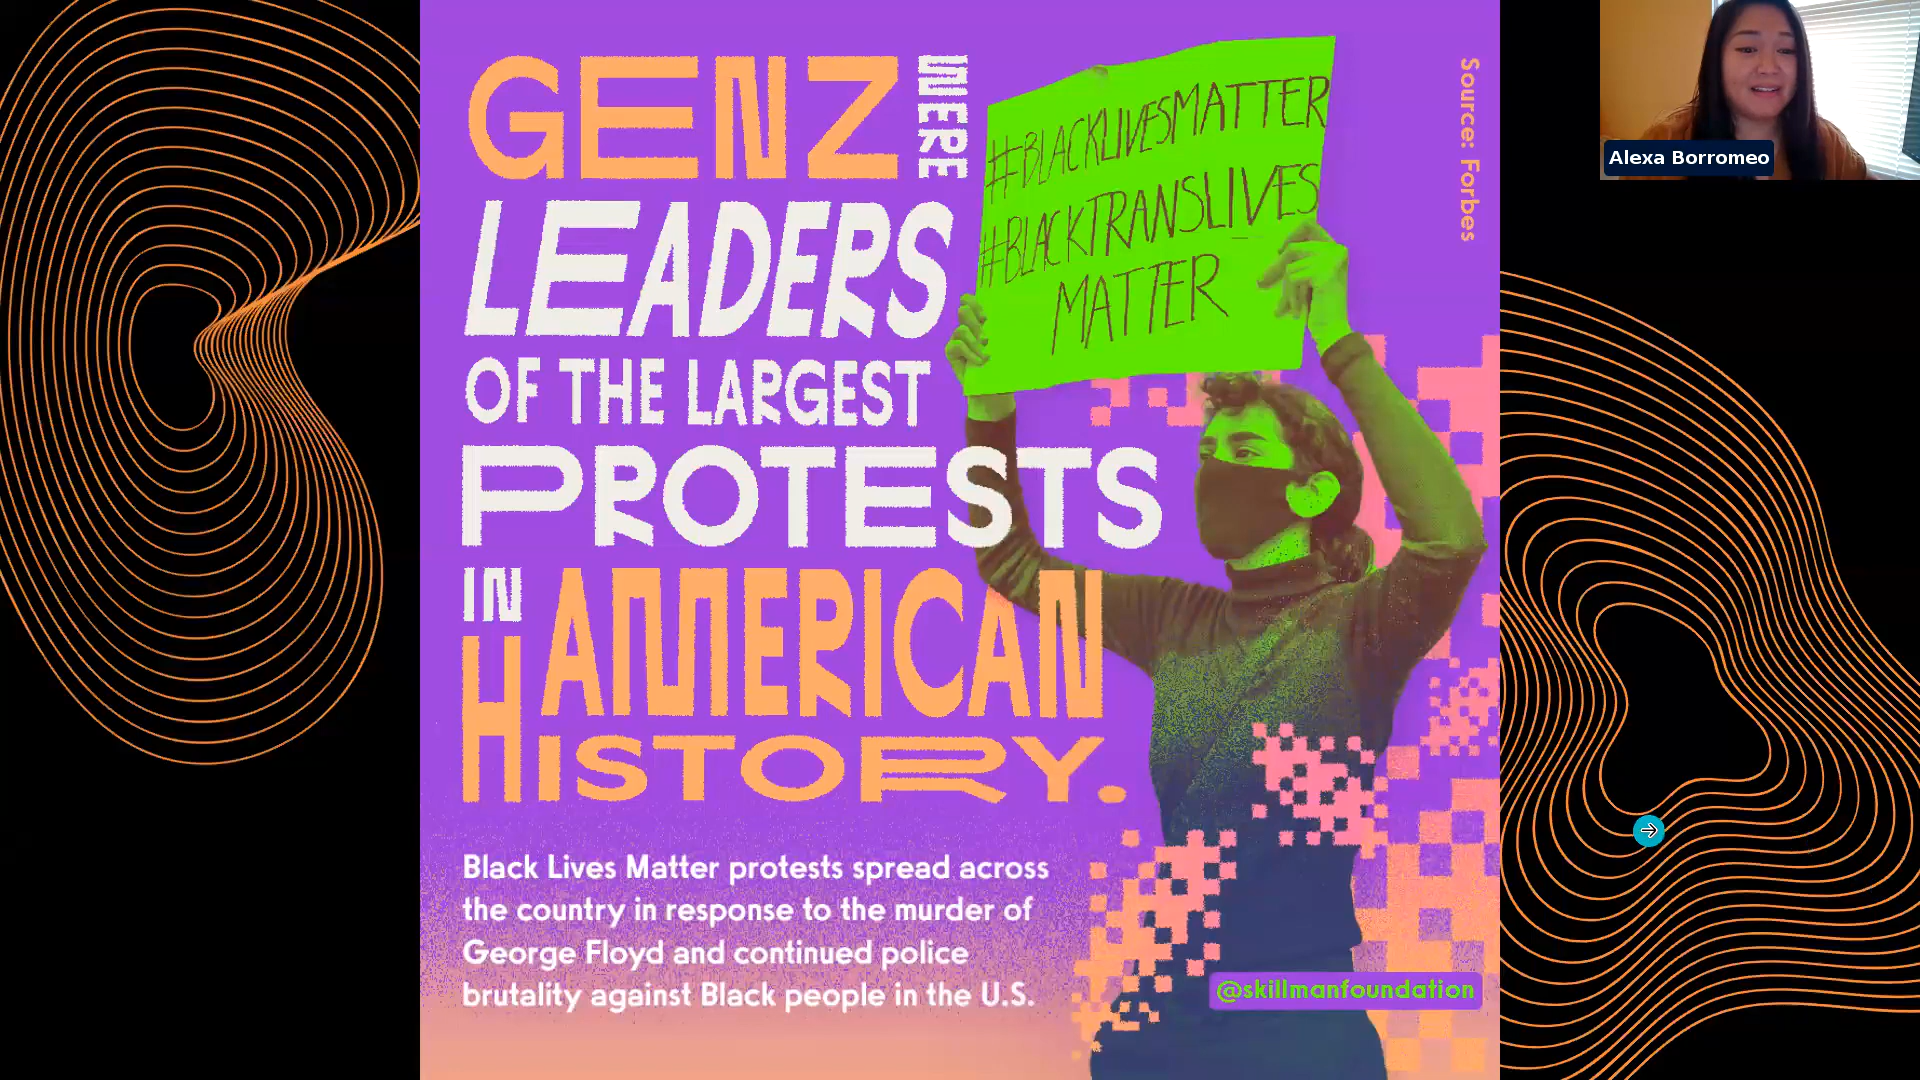 GEN Z WERE
LEADERS
OF THE LARGEST
PROTESTS
IN AMERICAN
HISTORY.
Black Lives Matter protests spread across
the country in response to the murder of
George Floyd and continued police
brutality against Black people in the U.S.
#BLACKLIVESMATTER
#BLACKTRANSLIVES
MATTER
Source: Forbes
@skillmanfoundation
Alexa Borromeo